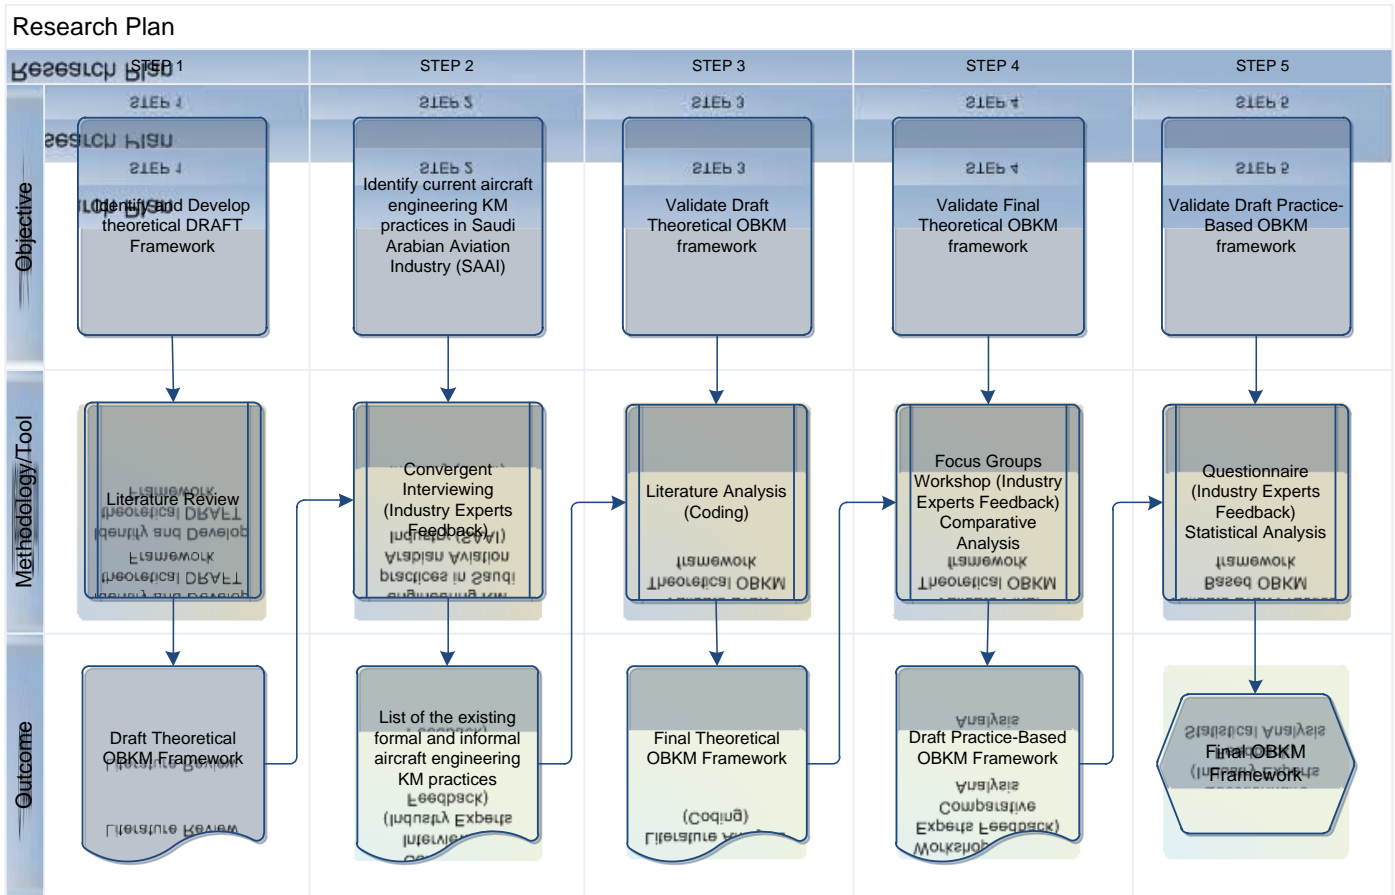 Research Plan
STEP 1
STEP 2
STEP 3
STEP 4
STEP 5
Objective
Identify and Develop
theoretical DRAFT
Framework
Identify current aircraft
engineering KM
practices in Saudi
Arabian Aviation
Industry (SAAI)
Validate Draft
Theoretical OBKM
framework
Validate Final
Theoretical OBKM
framework
Validate Draft Practice-
Based OBKM
framework
Methodology/Tool
Literature Review
Convergent
Interviewing
(Industry Experts
Feedback)
Literature Analysis
(Coding)
Focus Groups
Workshop (Industry
Experts Feedback)
Comparative
Analysis
Questionnaire
(Industry Experts
Feedback)
Statistical Analysis
Outcome
Draft Theoretical
OBKM Framework
List of the existing
formal and informal
aircraft engineering
KM practices
Final Theoretical
OBKM Framework
Draft Practice-Based
OBKM Framework
Final OBKM
Framework